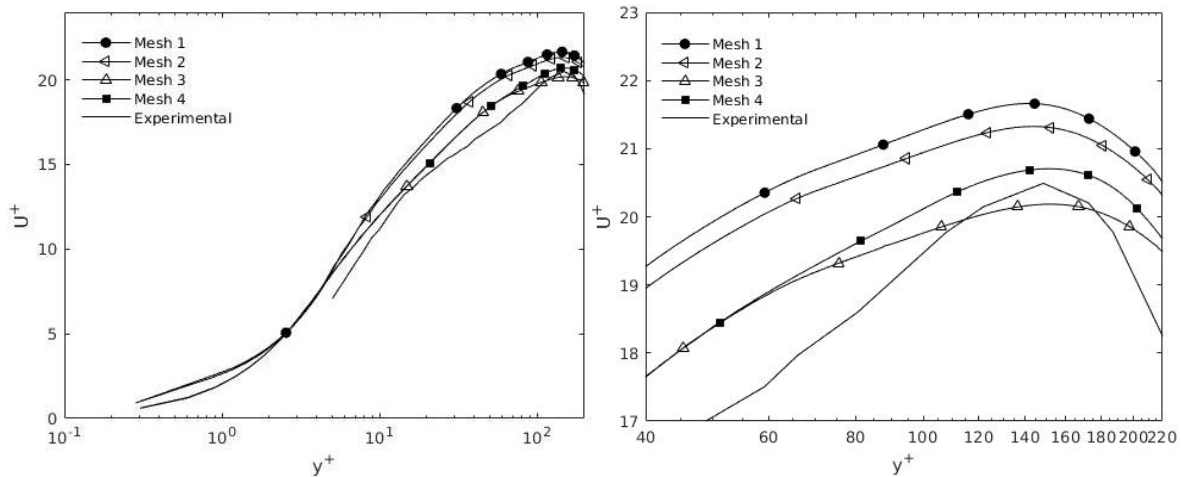 Mesh 1
Mesh 2
Mesh 3
Mesh 4
Experimental
20
15
10
5
0
U+
10-1
100
101
102
y+
Mesh 1
Mesh 2
Mesh 3
Mesh 4
Experimental
23
22
21
20
19
18
17
U+
40 60 80 100 120 140 160 180 200 220
y+